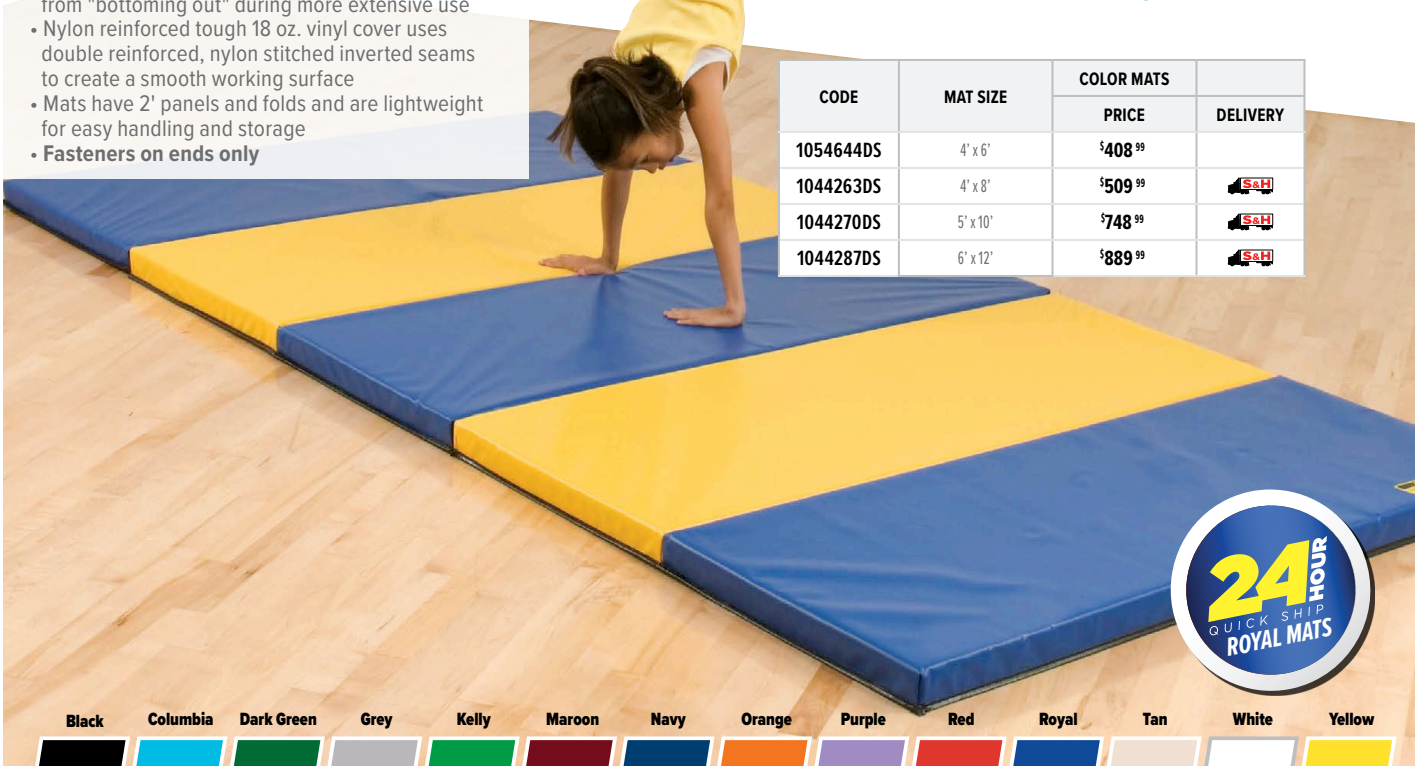 from "bottoming out" during more extensive use
• Nylon reinforced tough 18 oz. vinyl cover uses
double reinforced, nylon stitched inverted seams
to create a smooth working surface
• Mats have 2' panels and folds and are lightweight
for easy handling and storage
• Fasteners on ends only
CODE MAT SIZE COLOR MATS
PRICE DELIVERY
1054644DS 4' x 6' $408 99
1044263DS 4' x 8' $509 99 S&H
1044270DS 5' x 10' $748 99 S&H
1044287DS 6' x 12' $889 99 S&H
24 HOUR
QUICK SHIP
ROYAL MATS
Black Columbia Dark Green Grey Kelly Maroon Navy Orange Purple Red Royal Tan White Yellow